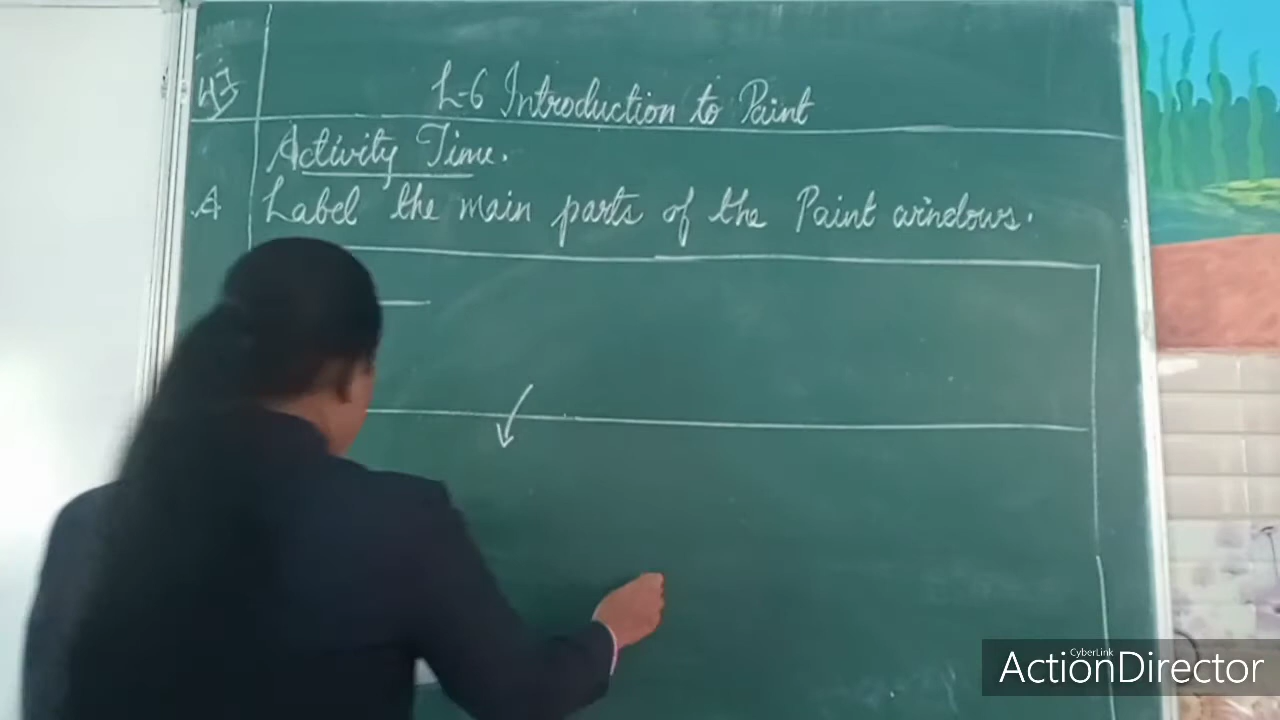 L-6 Introduction to Paint
Activity Time.
A Label the main parts of the Paint windows.
CyberLink
ActionDirector